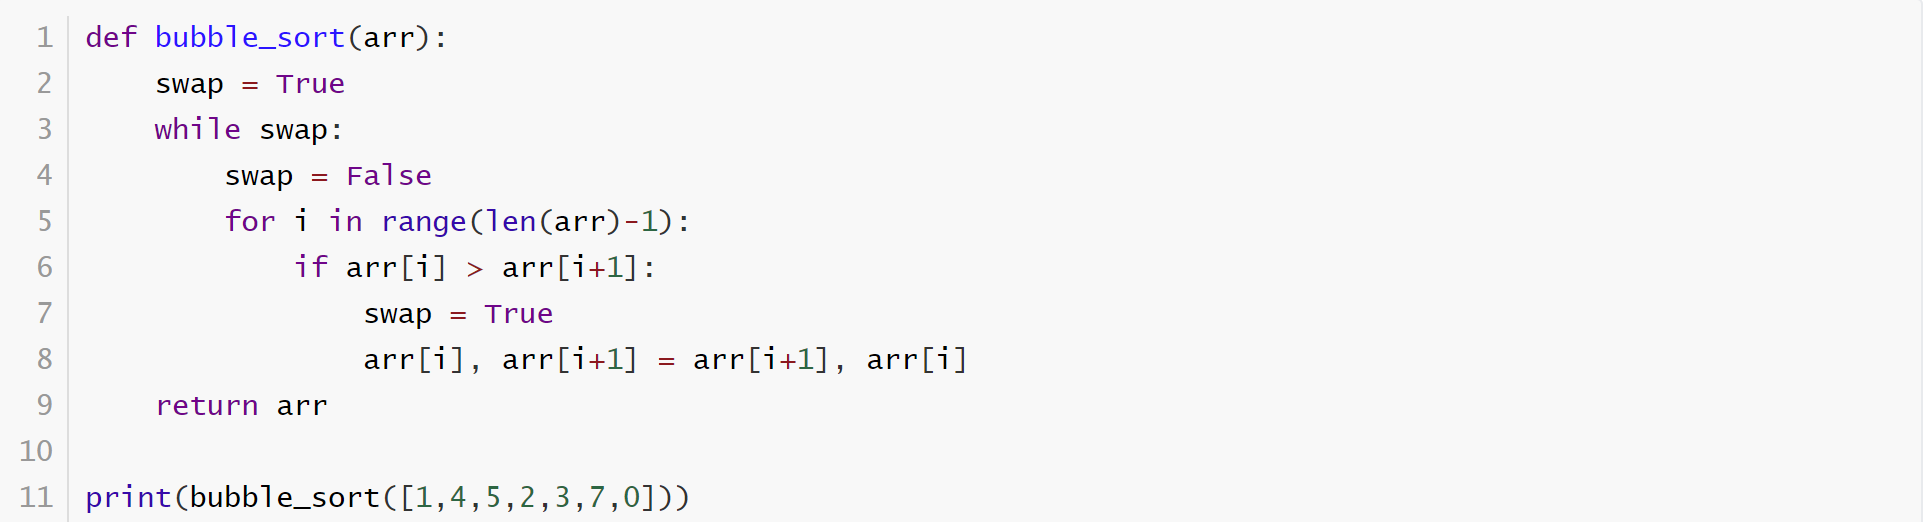 1 def bubble_sort(arr):
2     swap = True
3     while swap:
4         swap = False
5         for i in range(len(arr)-1):
6             if arr[i] > arr[i+1]:
7                 swap = True
8                 arr[i], arr[i+1] = arr[i+1], arr[i]
9     return arr
10
11 print(bubble_sort([1,4,5,2,3,7,0]))